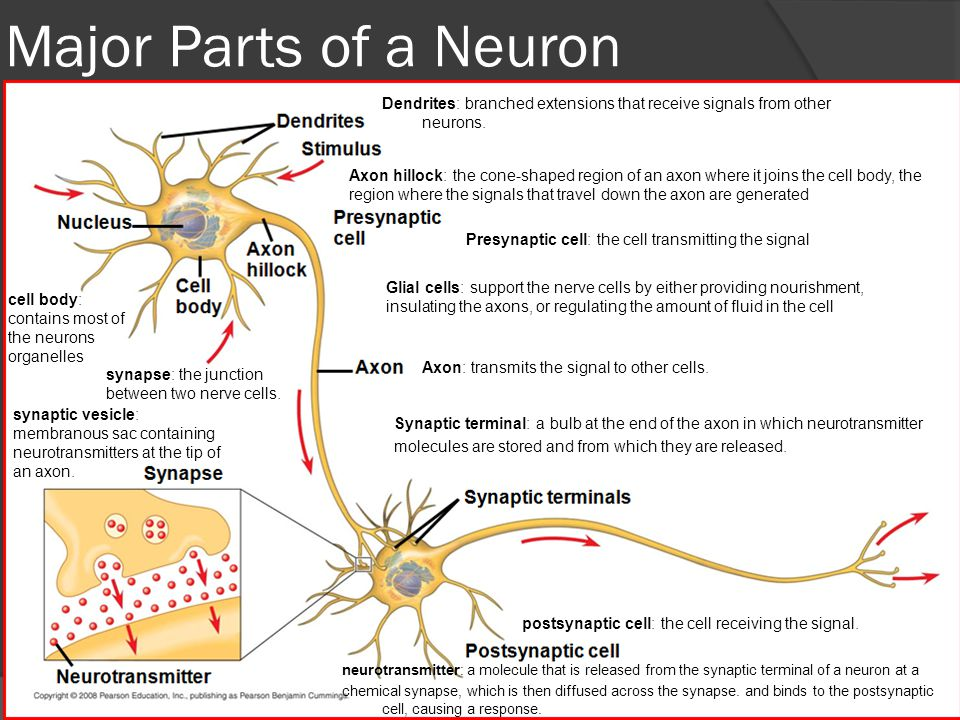 Major Parts of a Neuron
Dendrites: branched extensions that receive signals from other
neurons.
Dendrites
Stimulus
Axon hillock: the cone-shaped region of an axon where it joins the cell body, the
region where the signals that travel down the axon are generated
Nucleus
Presynaptic
cell
Presynaptic cell: the cell transmitting the signal
Axon
hillock
Cell
body
Glial cells: support the nerve cells by either providing nourishment,
insulating the axons, or regulating the amount of fluid in the cell
cell body:
contains most of
the neurons
organelles
Axon
Axon: transmits the signal to other cells.
synapse: the junction
between two nerve cells.
synaptic vesicle:
membranous sac containing
neurotransmitters at the tip of
an axon.
Synaptic terminal: a bulb at the end of the axon in which neurotransmitter
molecules are stored and from which they are released.
Synapse
Synaptic terminals
postsynaptic cell: the cell receiving the signal.
Postsynaptic cell
Neurotransmitter
neurotransmitter: a molecule that is released from the synaptic terminal of a neuron at a
chemical synapse, which is then diffused across the synapse. and binds to the postsynaptic
cell, causing a response.
Copyright © 2008 Pearson Education, Inc., publishing as Pearson Benjamin Cummings.